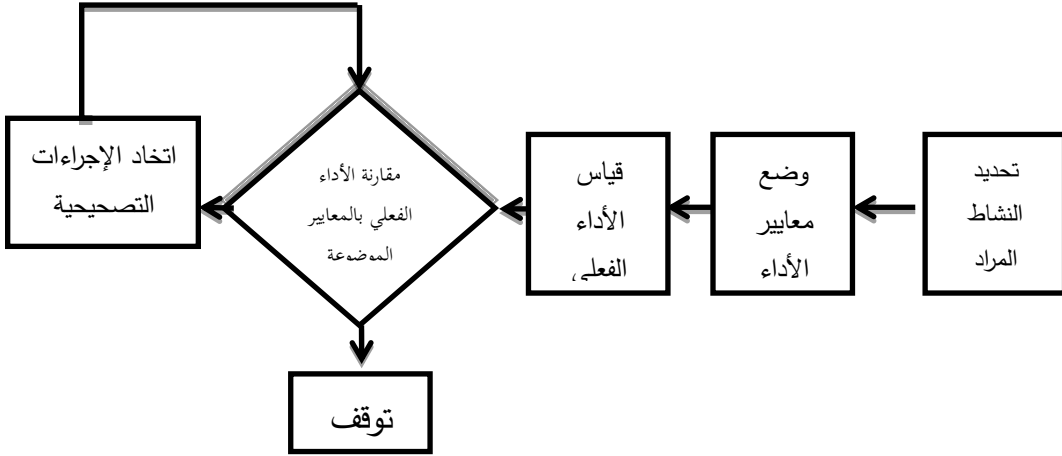 تحديد
النشاط
المراد
وضع
معايير
الأداء
قياس
الأداء
الفعلي
مقارنة الأداء
الفعلي بالمعايير
الموضوعة
اتخاد الإجراءات
التصحيحية
توقف